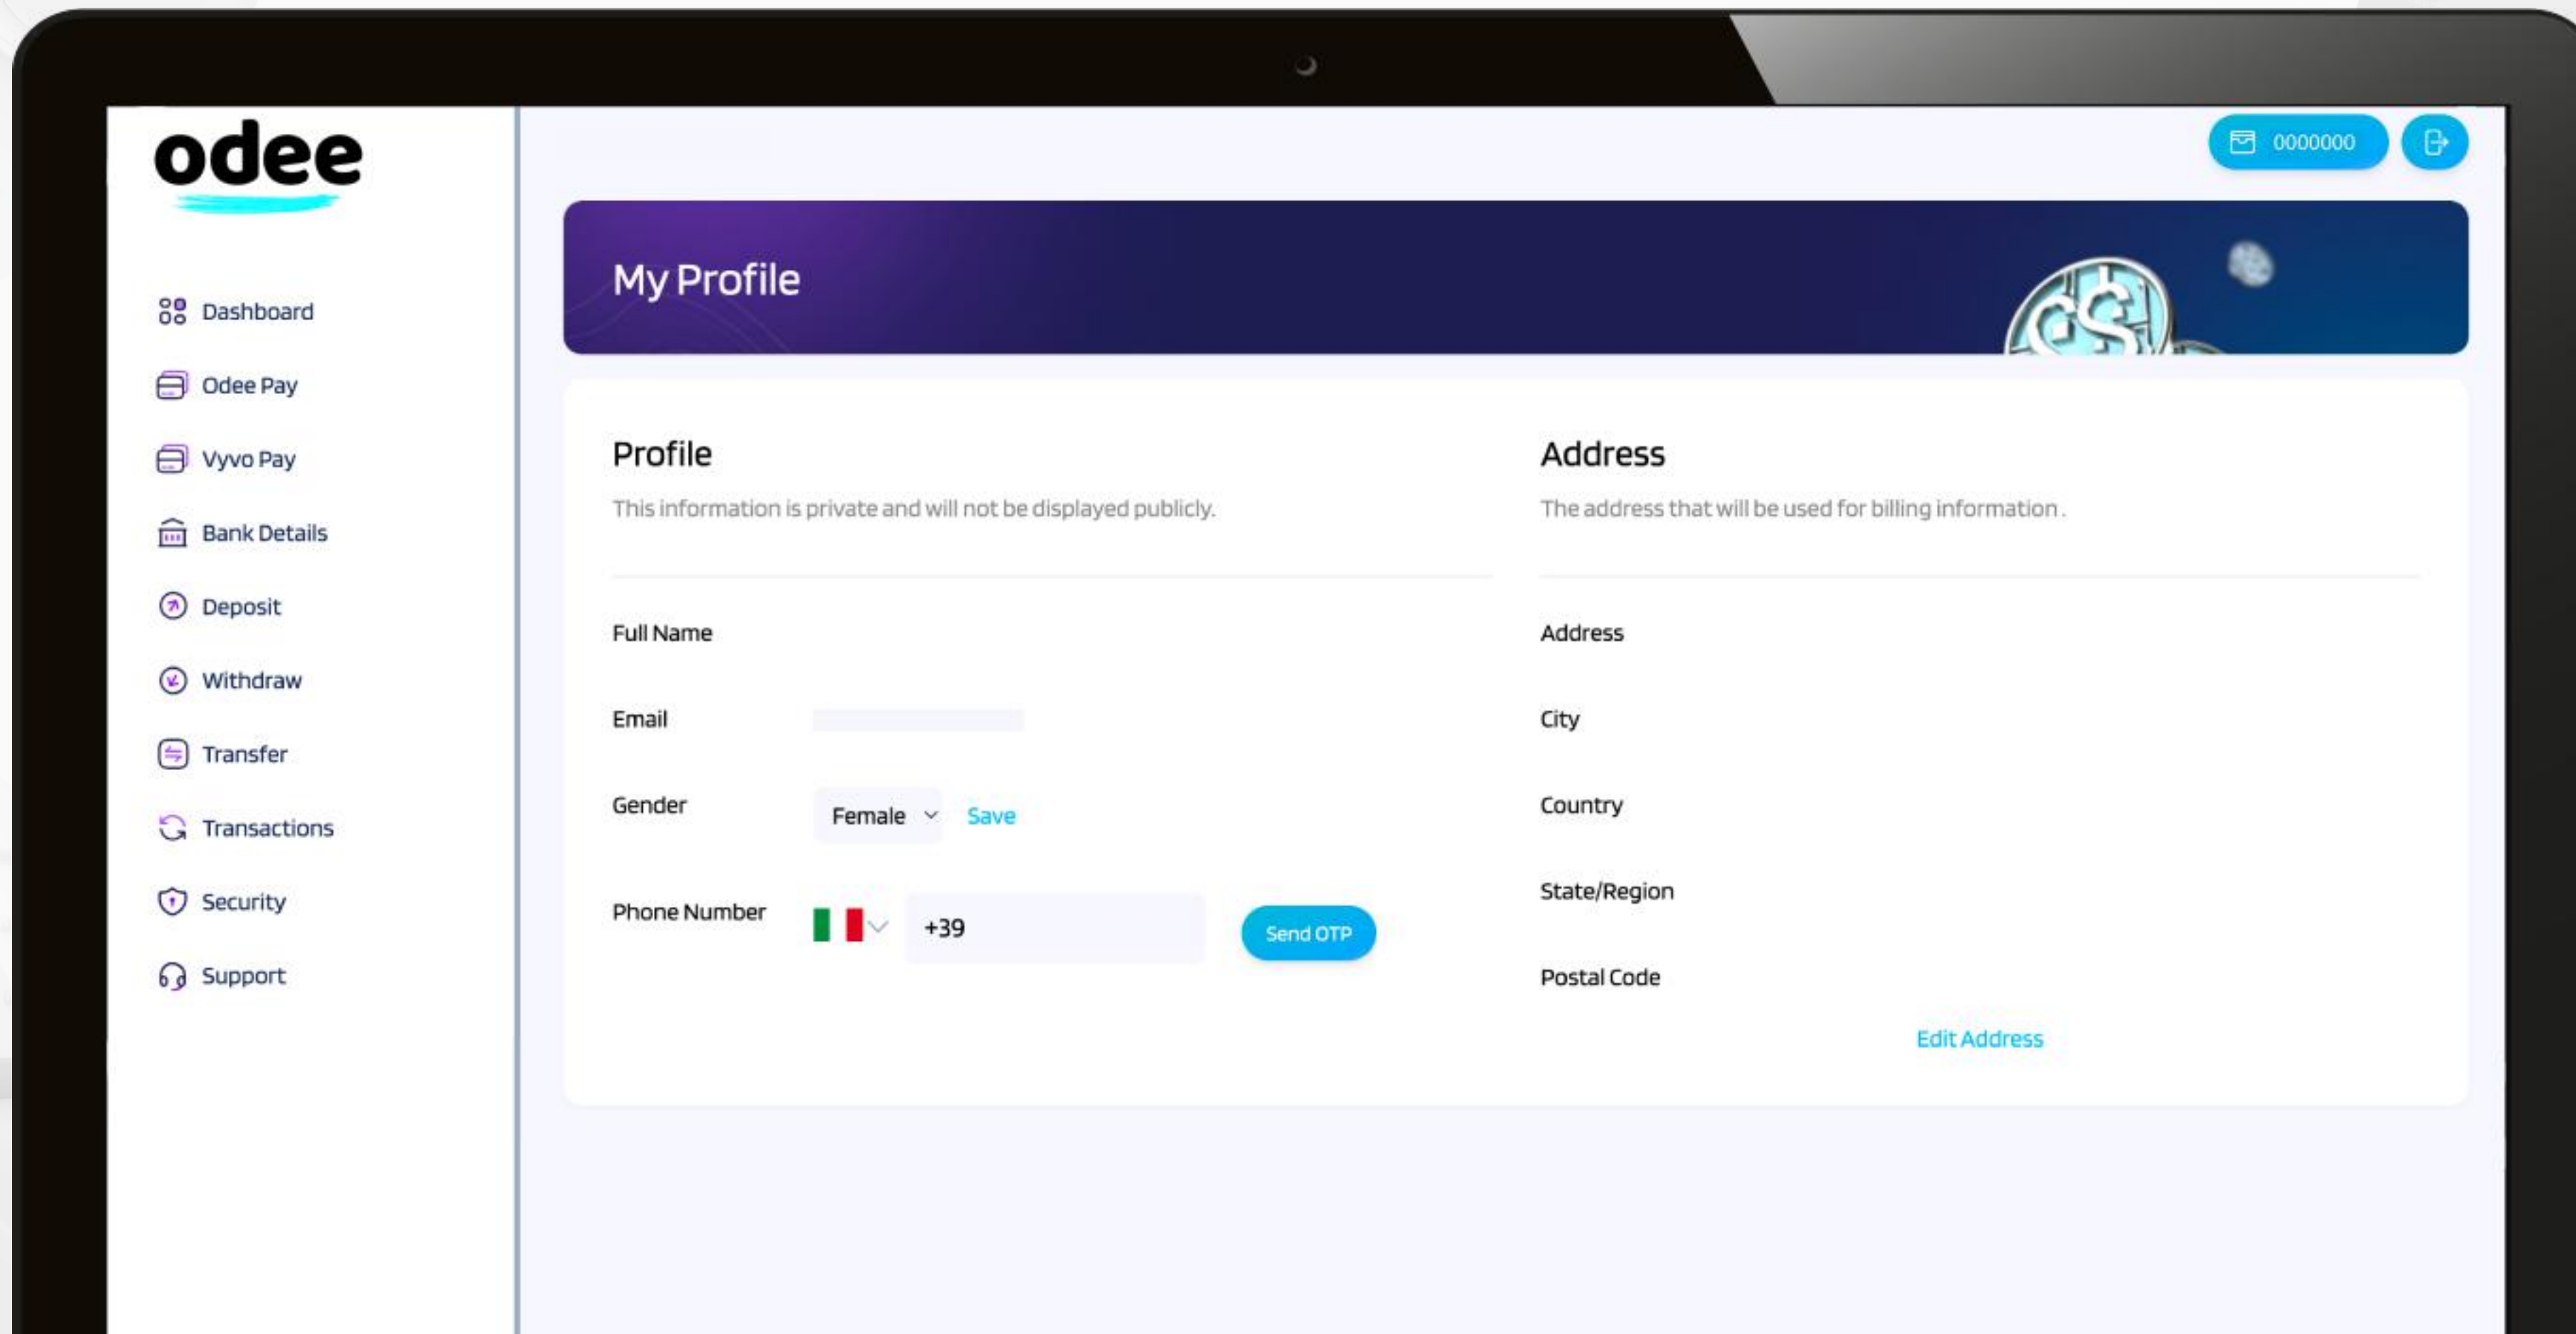 odee
0000000
Dashboard
Odee Pay
Vyvo Pay
Bank Details
Deposit
Withdraw
Transfer
Transactions
Security
Support
My Profile
Profile
This information is private and will not be displayed publicly.
Full Name
Email
Gender
Female
Save
Phone Number
+39
Send OTP
Address
The address that will be used for billing information .
Address
City
Country
State/Region
Postal Code
Edit Address